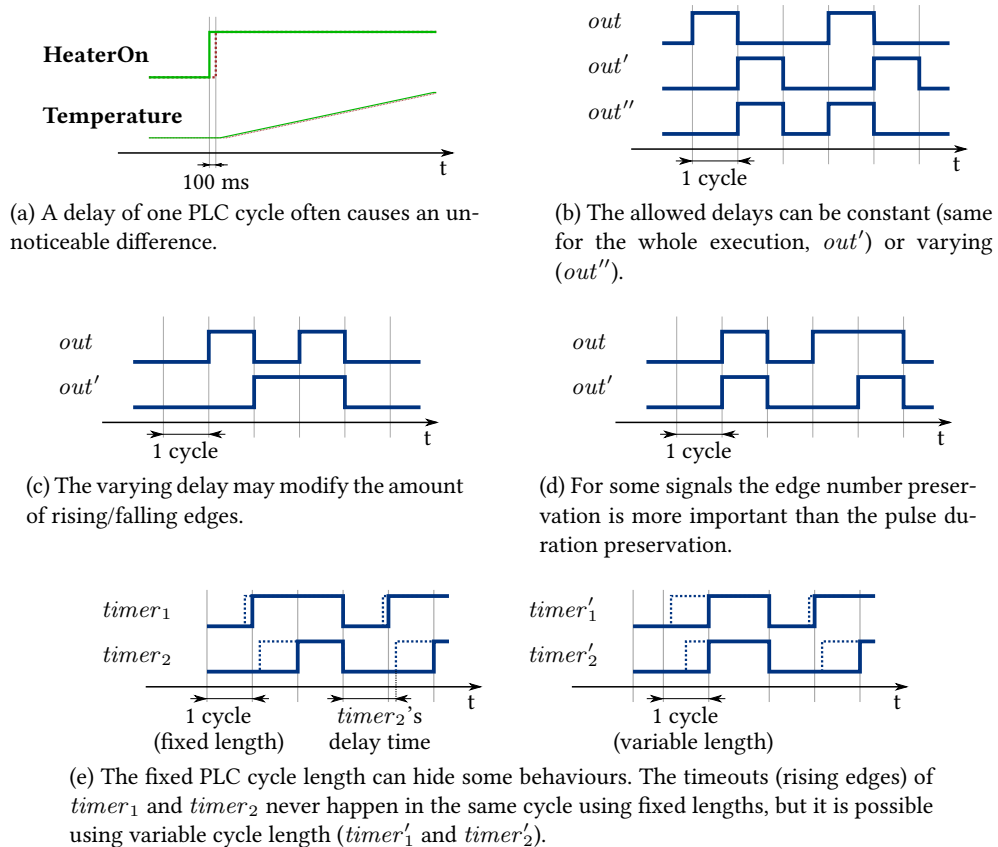 HeaterOn
Temperature
t
100 ms
(a) A delay of one PLC cycle often causes an un-
noticeable difference.
out
out′
out′′
t
1 cycle
(b) The allowed delays can be constant (same
for the whole execution, out′) or varying
(out′′).
out
out′
t
1 cycle
(c) The varying delay may modify the amount
of rising/falling edges.
out
out′
t
1 cycle
(d) For some signals the edge number preser-
vation is more important than the pulse du-
ration preservation.
timer₁
timer₂
t
1 cycle
(fixed length)
timer₂'s
delay time
timer′₁
timer′₂
t
1 cycle
(variable length)
(e) The fixed PLC cycle length can hide some behaviours. The timeouts (rising edges) of
timer₁ and timer₂ never happen in the same cycle using fixed lengths, but it is possible
using variable cycle length (timer′₁ and timer′₂).